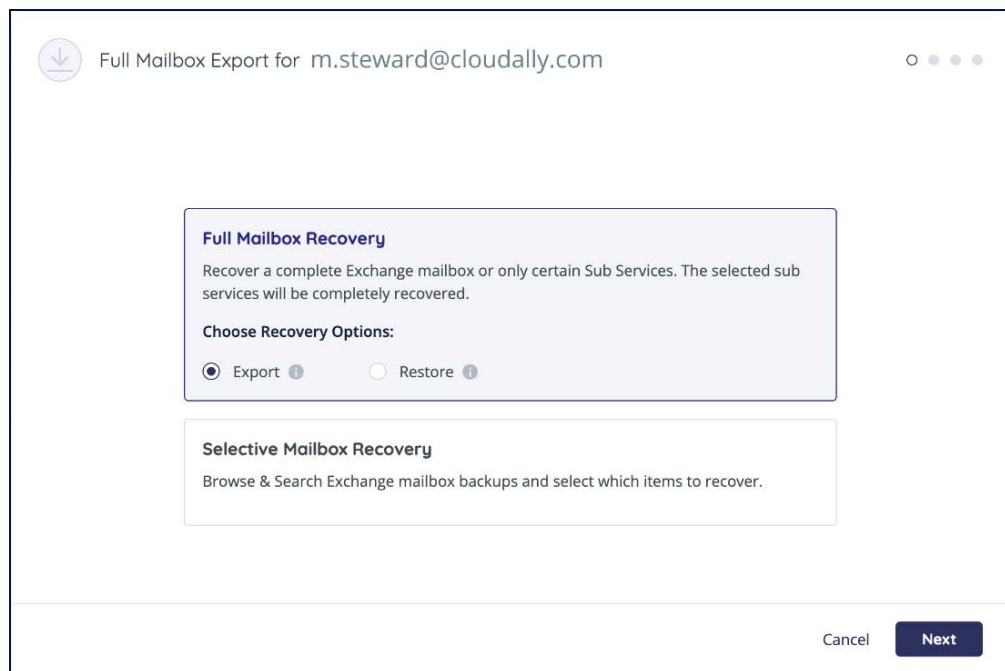 Full Mailbox Export for m.steward@cloudally.com
Full Mailbox Recovery
Recover a complete Exchange mailbox or only certain Sub Services. The selected sub
services will be completely recovered.
Choose Recovery Options:
Export Restore
Selective Mailbox Recovery
Browse & Search Exchange mailbox backups and select which items to recover.
Cancel Next